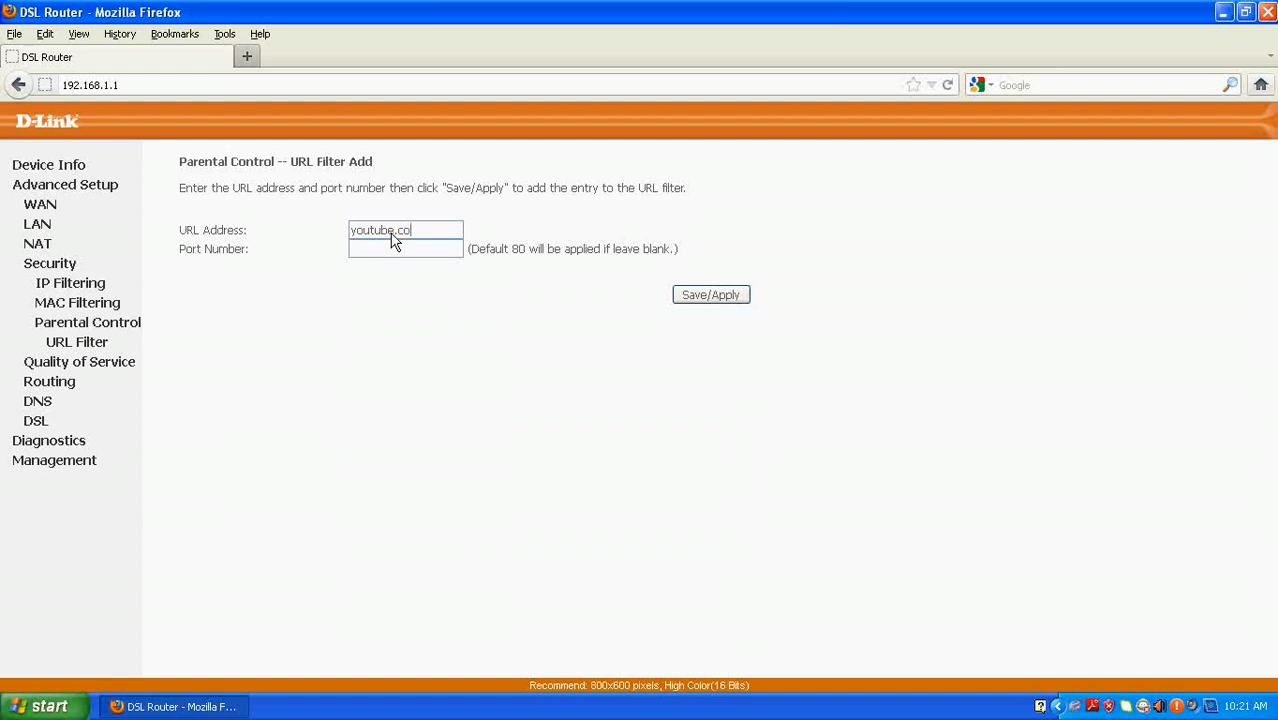 DSL Router - Mozilla Firefox
File Edit View History Bookmarks Tools Help
DSL Router
192.168.1.1
Google
D-Link
Device Info
Advanced Setup
WAN
LAN
NAT
Security
IP Filtering
MAC Filtering
Parental Control
URL Filter
Quality of Service
Routing
DNS
DSL
Diagnostics
Management
Parental Control -- URL Filter Add
Enter the URL address and port number then click "Save/Apply" to add the entry to the URL filter.
URL Address: youtube.co
Port Number: (Default 80 will be applied if leave blank.)
Save/Apply
Recommend: 800x600 pixels, High Color(16 Bits)
start
DSL Router - Mozilla F...
10:21 AM